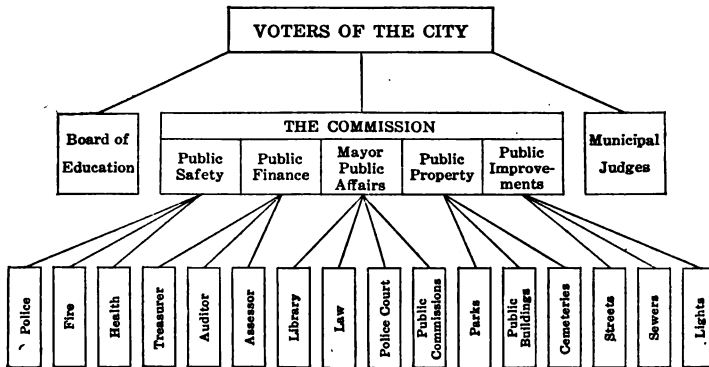 VOTERS OF THE CITY
Board of
Education
THE COMMISSION
Public
Safety
Public
Finance
Mayor
Public
Affairs
Public
Property
Public
Improve-
ments
Municipal
Judges
Police
Fire
Health
Treasurer
Auditor
Assessor
Library
Law
Police Court
Public
Commissions
Parks
Public
Buildings
Cemeteries
Streets
Sewers
Lights